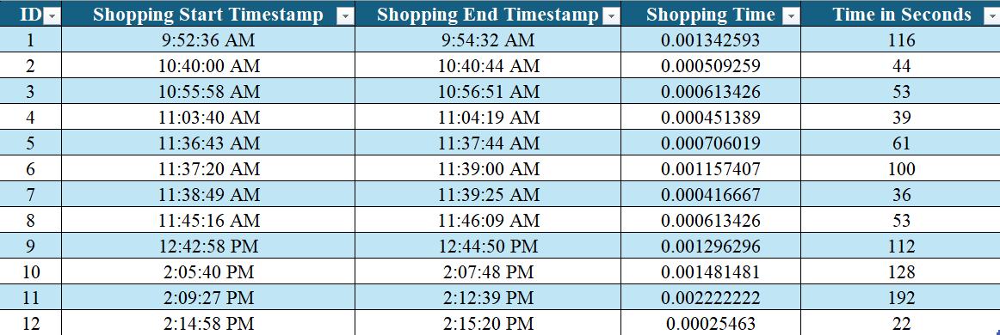 ID Shopping Start Timestamp Shopping End Timestamp Shopping Time Time in Seconds
1 9:52:36 AM 9:54:32 AM 0.001342593 116
2 10:40:00 AM 10:40:44 AM 0.000509259 44
3 10:55:58 AM 10:56:51 AM 0.000613426 53
4 11:03:40 AM 11:04:19 AM 0.000451389 39
5 11:36:43 AM 11:37:44 AM 0.000706019 61
6 11:37:20 AM 11:39:00 AM 0.001157407 100
7 11:38:49 AM 11:39:25 AM 0.000416667 36
8 11:45:16 AM 11:46:09 AM 0.000613426 53
9 12:42:58 PM 12:44:50 PM 0.001296296 112
10 2:05:40 PM 2:07:48 PM 0.001481481 128
11 2:09:27 PM 2:12:39 PM 0.002222222 192
12 2:14:58 PM 2:15:20 PM 0.00025463 22